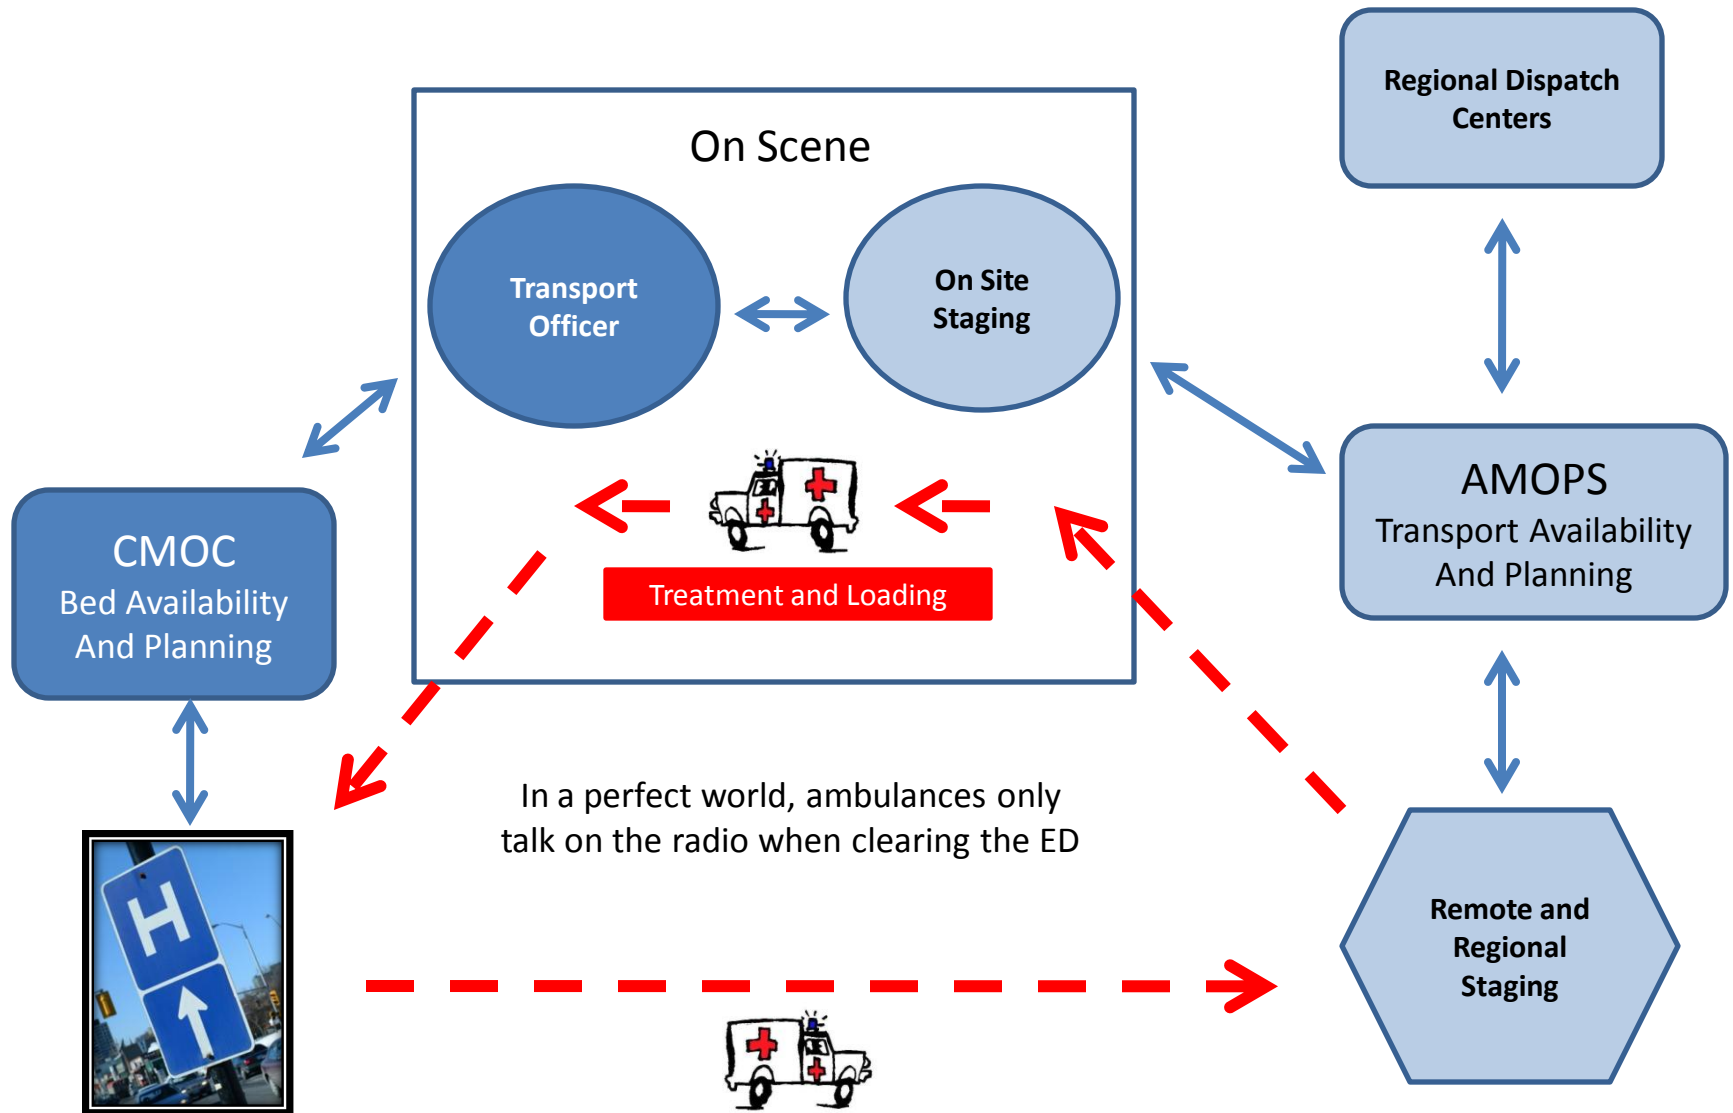 Regional Dispatch
Centers
On Scene
Transport
Officer
On Site
Staging
AMOPS
Transport Availability
And Planning
CMOC
Bed Availability
And Planning
Treatment and Loading
In a perfect world, ambulances only
talk on the radio when clearing the ED
H
Remote and
Regional
Staging